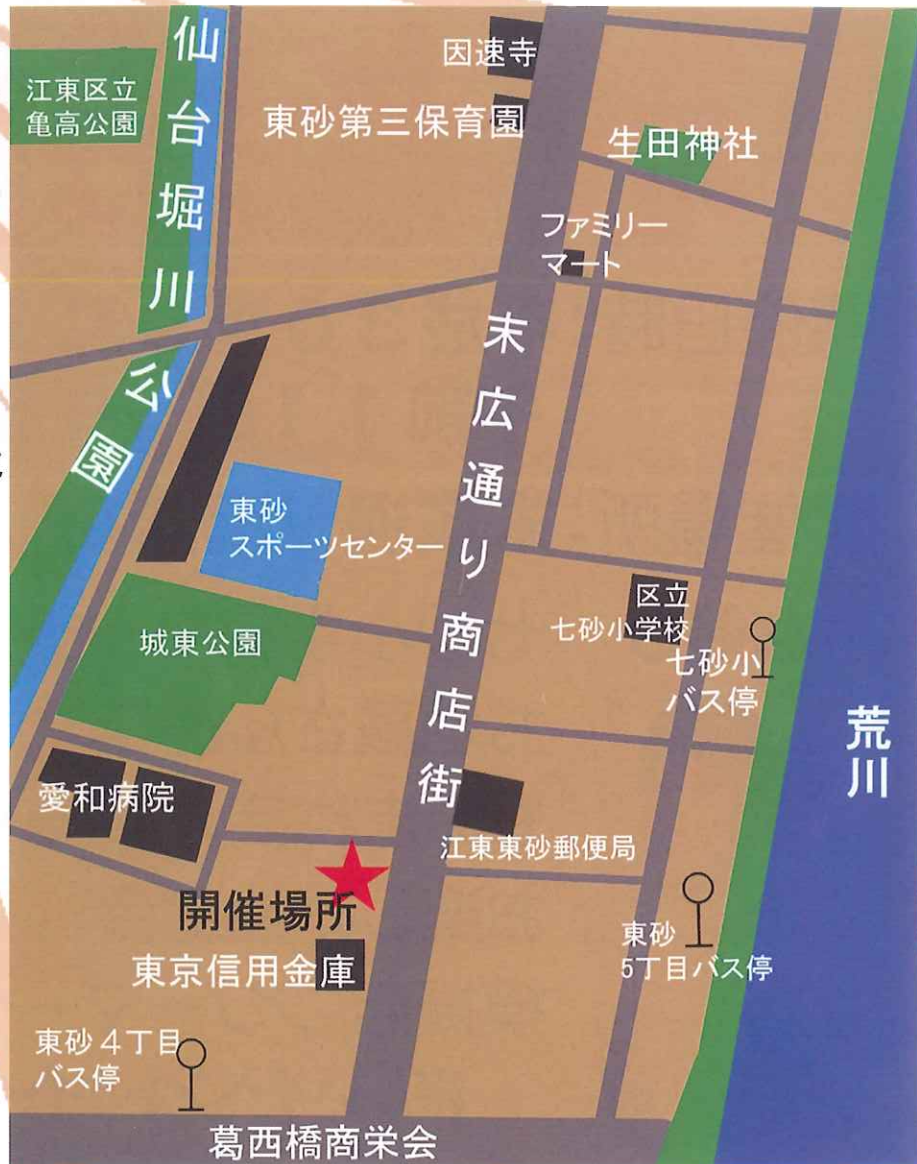 仙台堀川
公園
江東区立
亀高公園
因速寺
東砂第三保育園
生田神社
ファミリー
マート
末広通り商店街
東砂
スポーツセンター
区立
七砂小学校
七砂小
バス停
城東公園
荒川
愛和病院
江東東砂郵便局
開催場所
東京信用金庫
東砂
5丁目バス停
東砂4丁目
バス停
葛西橋商栄会